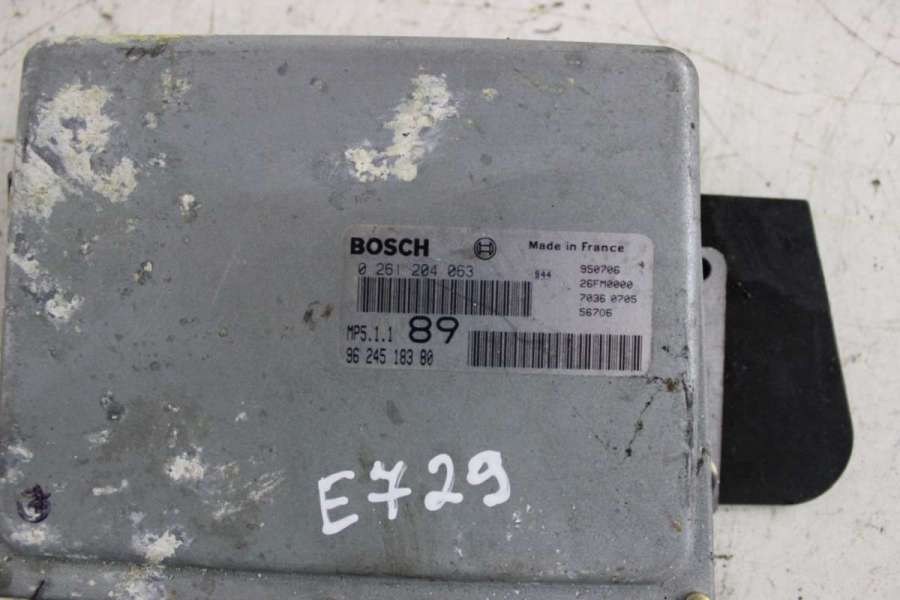 BOSCH Made in France
0 261 204 063 944 950706
26FM0000
7036 0705
56706
MP5.1.1 89
96 245 183 80
E729